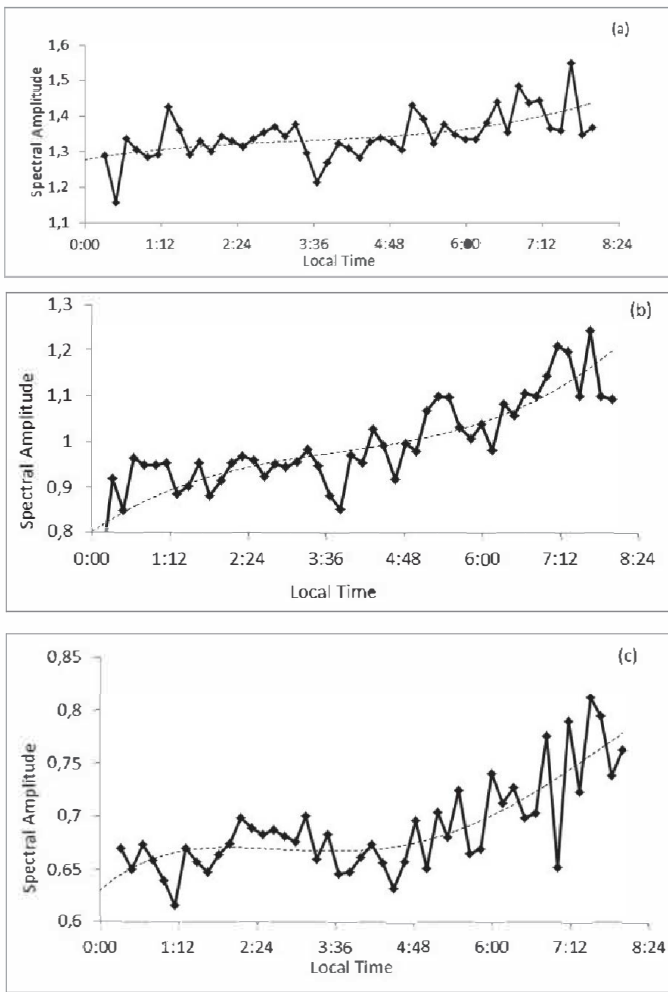 (a)
1,6
1,5
1,4
1,3
1,2
1,1
Spectral Amplitude
0:00 1:12 2:24 3:36 4:48 6:00 7:12 8:24
Local Time
(b)
1,3
1,2
1,1
1
0,9
0,8
Spectral Amplitude
0:00 1:12 2:24 3:36 4:48 6:00 7:12 8:24
Local Time
(c)
0,85
0,8
0,75
0,7
0,65
0,6
Spectral Amplitude
0:00 1:12 2:24 3:36 4:48 6:00 7:12 8:24
Local Time